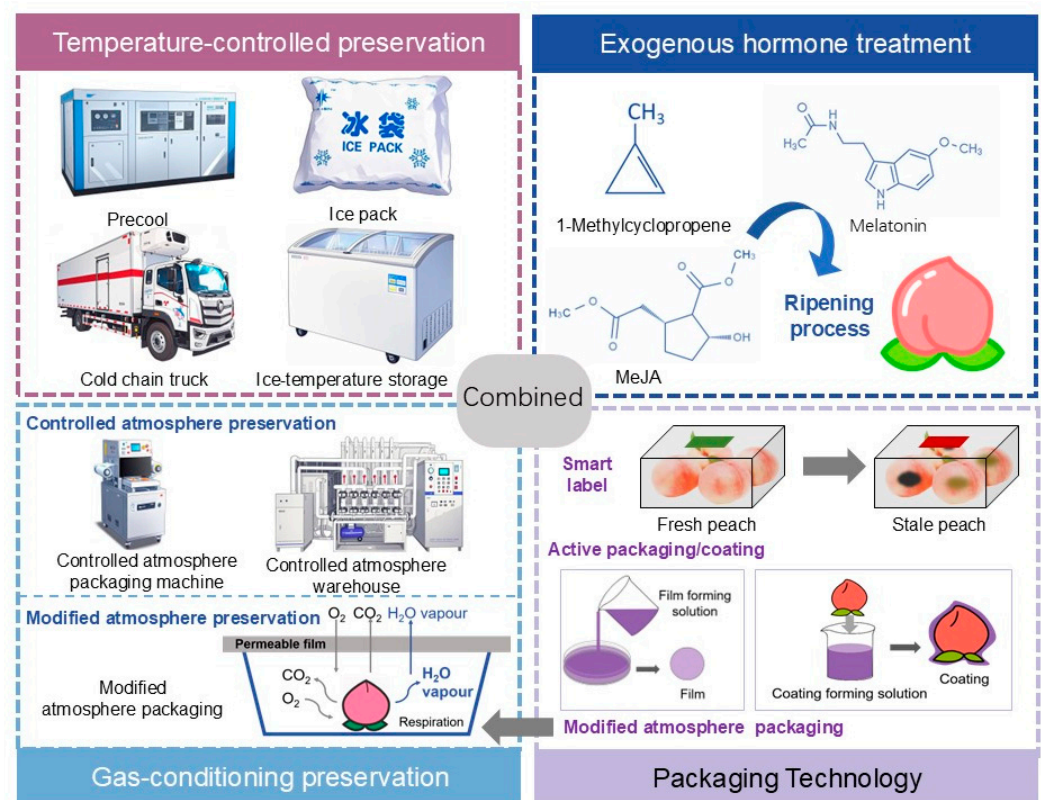 Temperature-controlled preservation
Exogenous hormone treatment
冰袋
ICE PACK
Precool
Ice pack
Cold chain truck
Ice-temperature storage
CH₃
O
H₃C
H
N
O
CH₃
N
H
1-Methylcyclopropene
Melatonin
CH₃
O
O
H₃C
O
O
OH
MeJA
Ripening
process
Combined
Controlled atmosphere preservation
Controlled atmosphere
packaging machine
Controlled atmosphere
warehouse
Modified atmosphere preservation
O₂ CO₂ H₂O vapour
Permeable film
CO₂
O₂
H₂O
vapour
Respiration
Modified
atmosphere packaging
Gas-conditioning preservation
Smart
label
Fresh peach
Stale peach
Active packaging/coating
Film forming
solution
Film
Coating forming solution
Coating
Modified atmosphere packaging
Packaging Technology